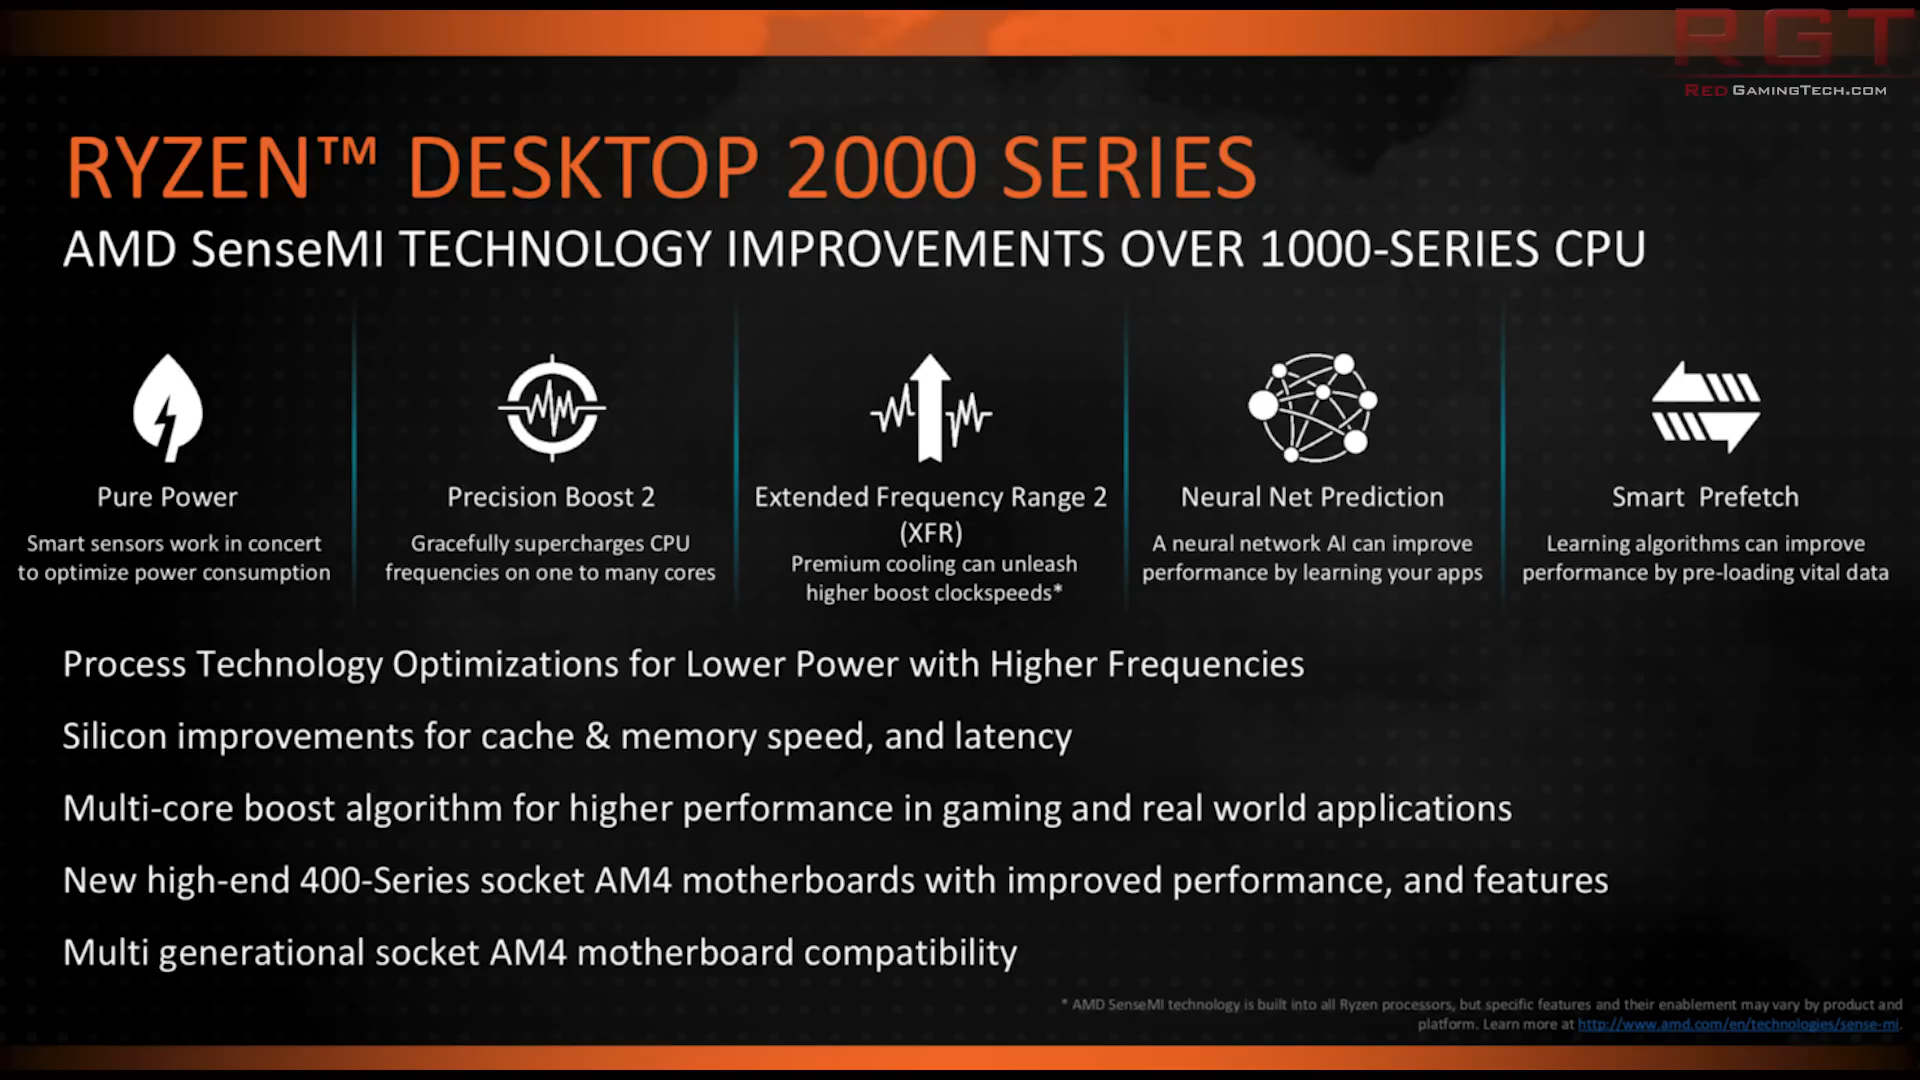 RGT
RED GAMINGTECH.COM
RYZEN™ DESKTOP 2000 SERIES
AMD SenseMI TECHNOLOGY IMPROVEMENTS OVER 1000-SERIES CPU
Pure Power
Smart sensors work in concert
to optimize power consumption
Precision Boost 2
Gracefully supercharges CPU
frequencies on one to many cores
Extended Frequency Range 2
(XFR)
Premium cooling can unleash
higher boost clockspeeds*
Neural Net Prediction
A neural network AI can improve
performance by learning your apps
Smart Prefetch
Learning algorithms can improve
performance by pre-loading vital data
Process Technology Optimizations for Lower Power with Higher Frequencies
Silicon improvements for cache & memory speed, and latency
Multi-core boost algorithm for higher performance in gaming and real world applications
New high-end 400-Series socket AM4 motherboards with improved performance, and features
Multi generational socket AM4 motherboard compatibility
* AMD SenseMI technology is built into all Ryzen processors, but specific features and their enablement may vary by product and
platform. Learn more at http://www.amd.com/en/technologies/sense-mi.